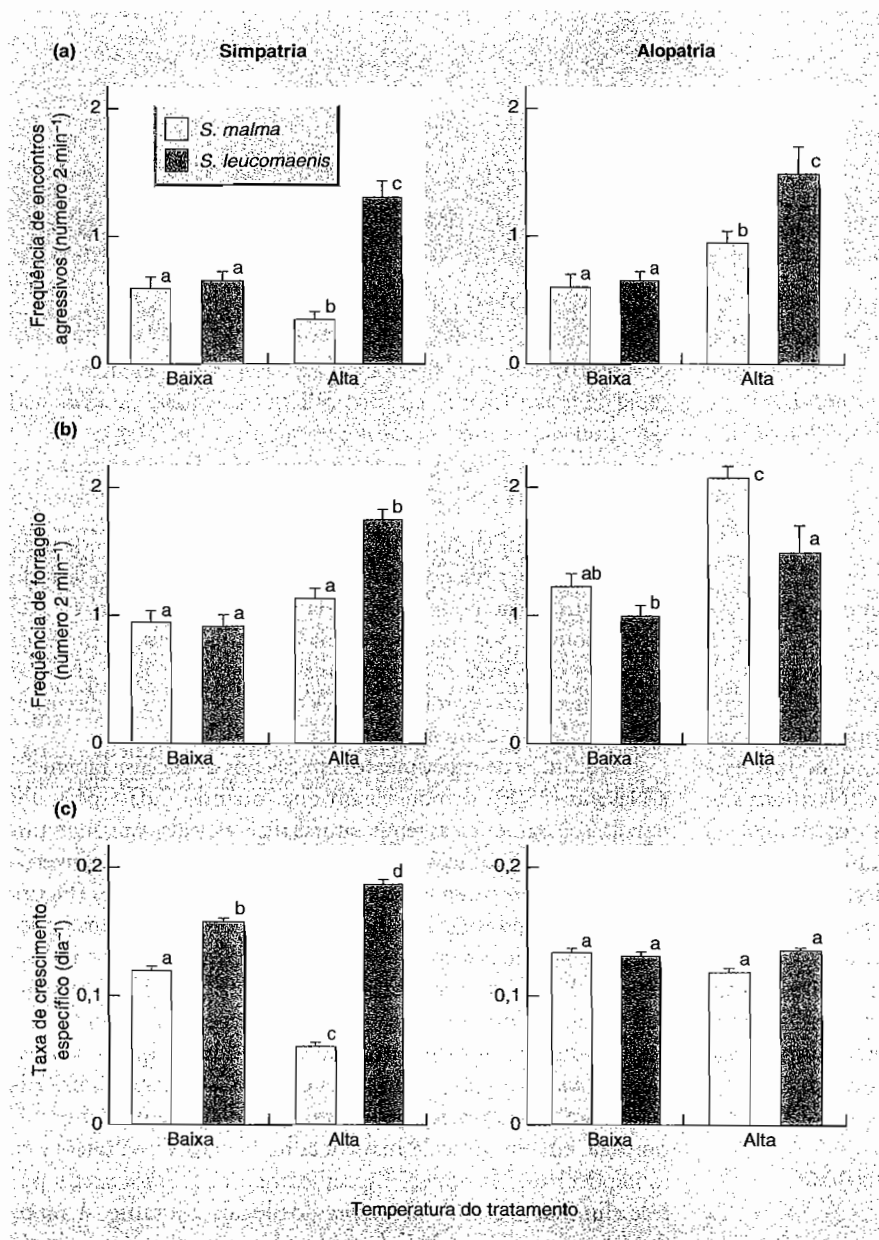 (a)
Simpatria
Alopatria
Frequência de encontros
agressivos (número 2 min⁻¹)
2
1
0
S. malma
S. leucomaenis
a
a
b
c
Baixa
Alta
2
1
0
a
a
b
c
Baixa
Alta
(b)
Frequência de forrageio
(número 2 min⁻¹)
2
1
0
a
a
a
b
Baixa
Alta
2
1
0
ab
b
c
a
Baixa
Alta
(c)
Taxa de crescimento
específico (dia⁻¹)
0,2
0,1
0
a
b
c
d
Baixa
Alta
0,2
0,1
0
a
a
a
a
Baixa
Alta
Temperatura do tratamento